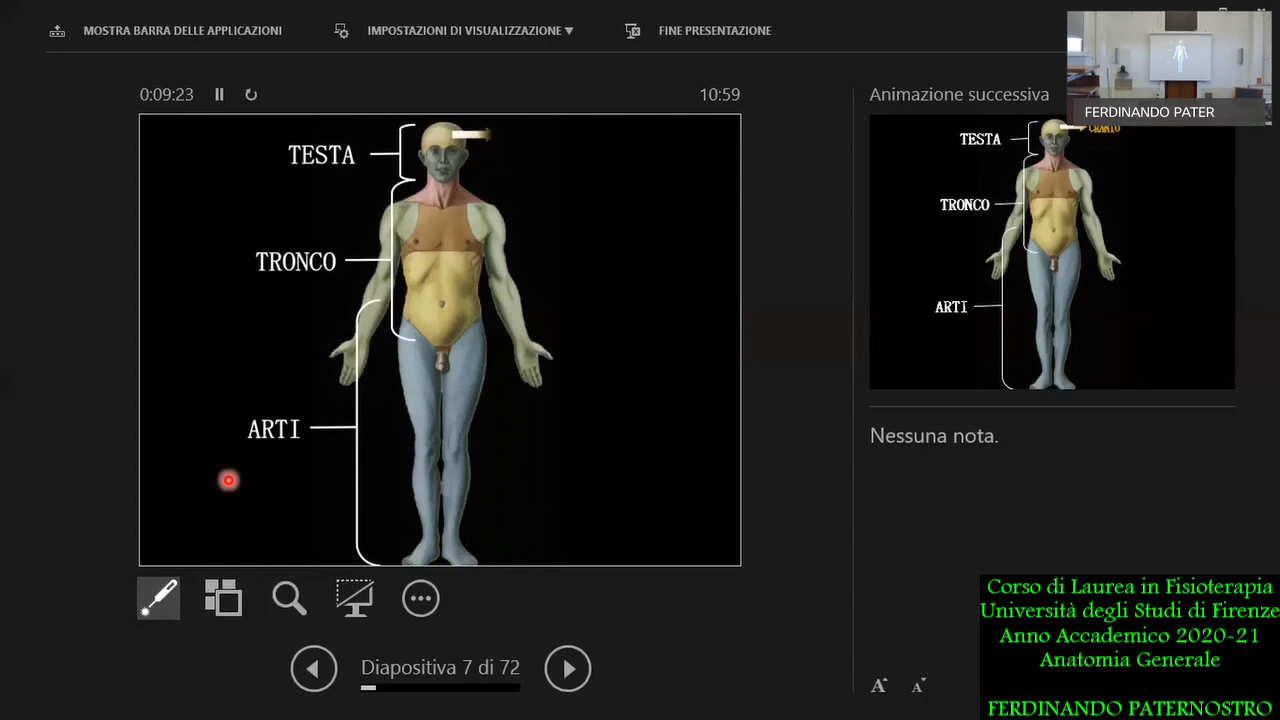 MOSTRA BARRA DELLE APPLICAZIONI
IMPOSTAZIONI DI VISUALIZZAZIONE ▼
FINE PRESENTAZIONE
FERDINANDO PATER
0:09:23
10:59
Animazione successiva
TESTA
TRONCO
ARTI
CRANIO
TESTA
TRONCO
ARTI
Nessuna nota.
Diapositiva 7 di 72
A A
Corso di Laurea in Fisioterapia
Università degli Studi di Firenze
Anno Accademico 2020-21
Anatomia Generale
FERDINANDO PATERNOSTRO